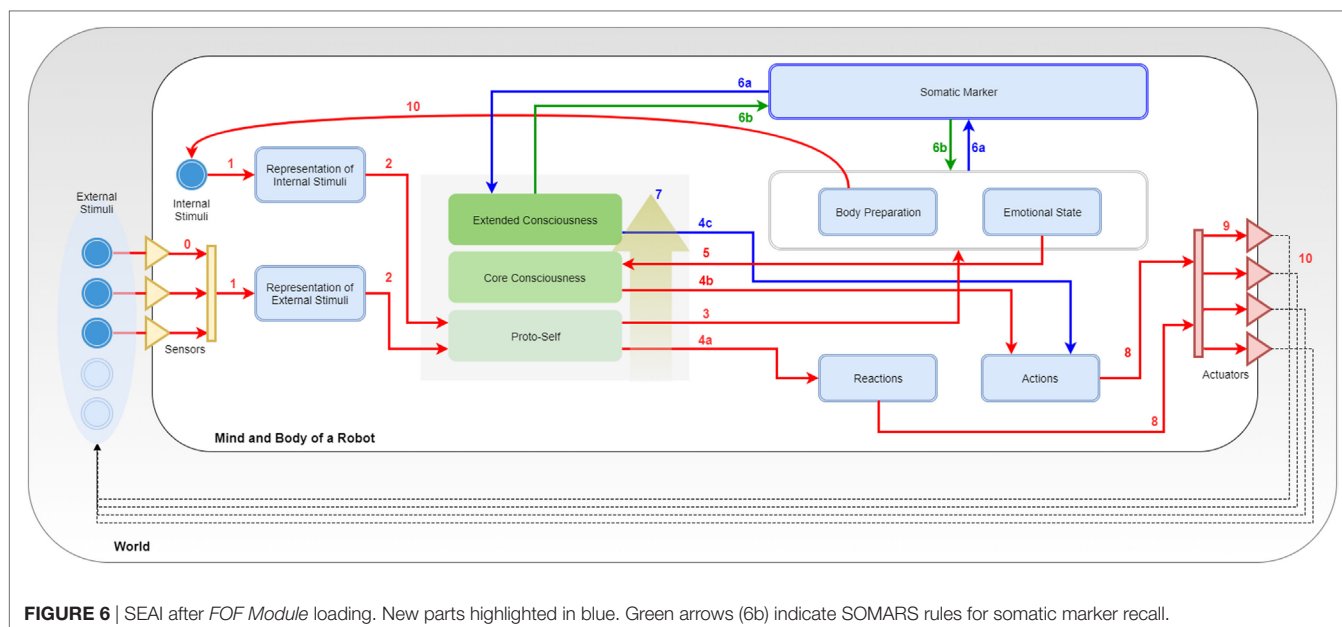 6a
Somatic Marker
10
6b
6b
6a
1
Representation of
Internal Stimuli
2
Internal
Stimuli
External
Stimuli
7
Extended Consciousness
4c
Body Preparation
Emotional State
9
0
5
10
Core Consciousness
4b
1
Representation of
External Stimuli
2
3
Proto-Self
4a
Sensors
8
Reactions
Actions
Actuators
8
Mind and Body of a Robot
World
FIGURE 6 | SEAI after FOF Module loading. New parts highlighted in blue. Green arrows (6b) indicate SOMARS rules for somatic marker recall.